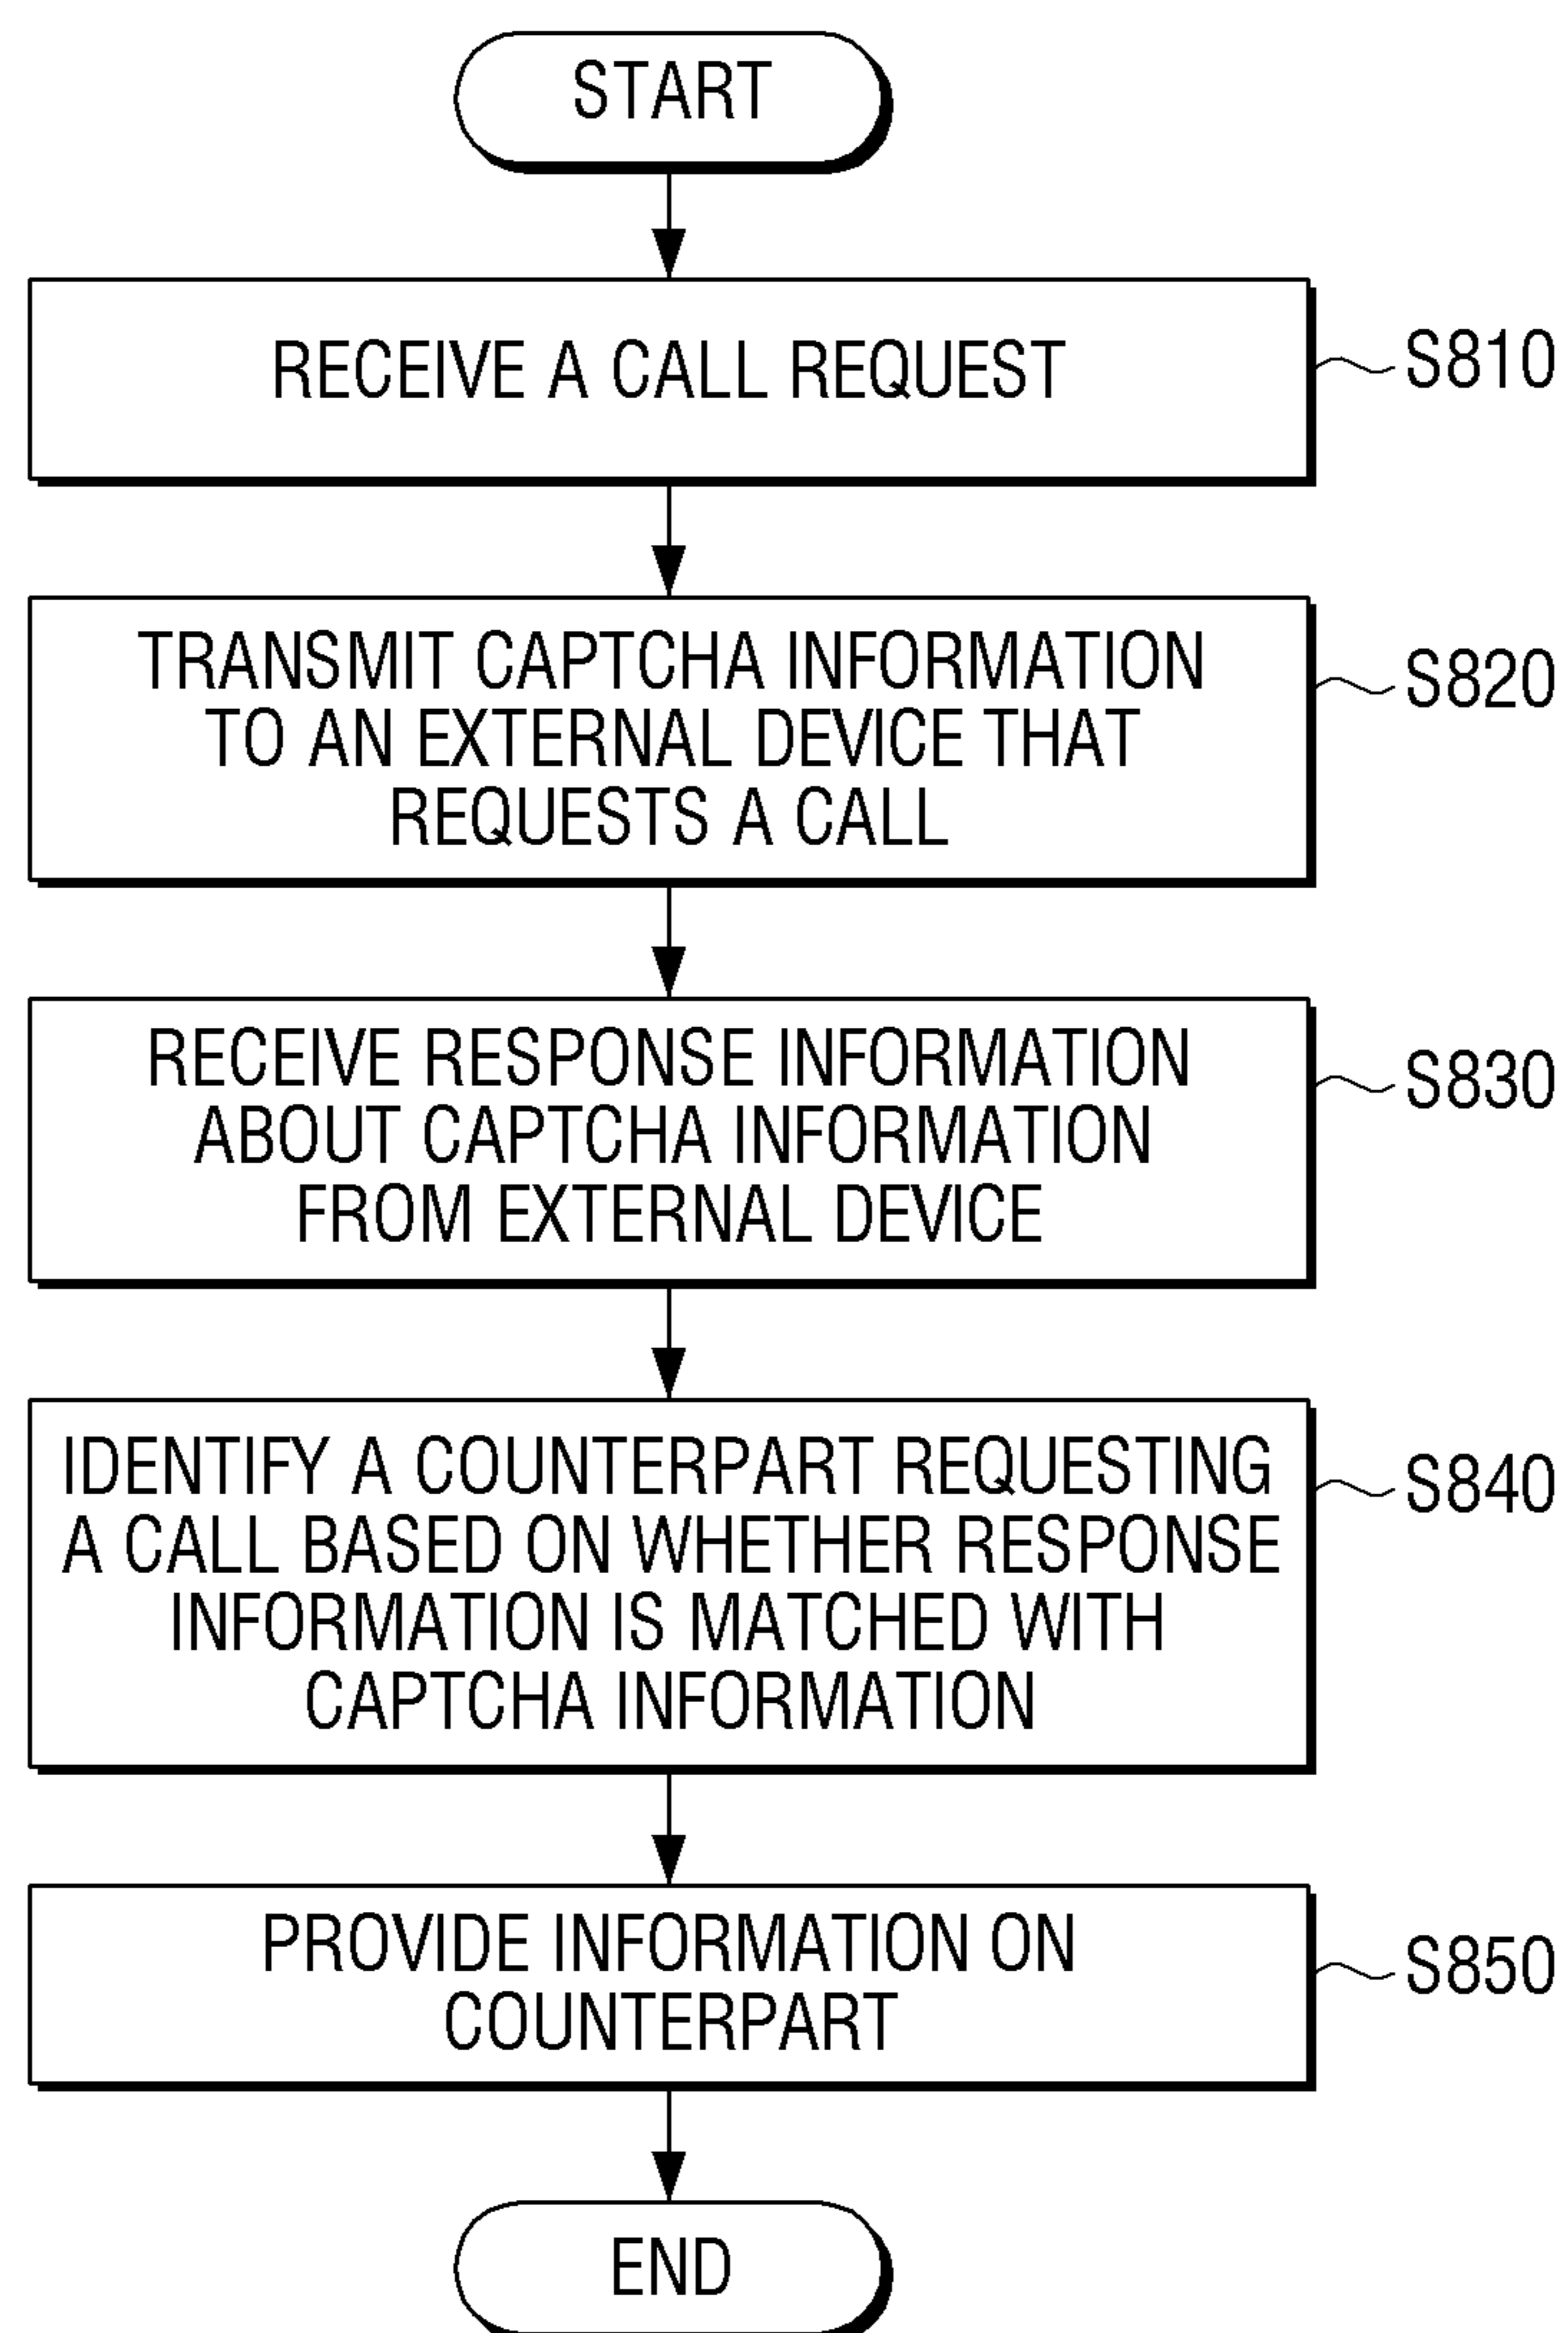 START
RECEIVE A CALL REQUEST
S810
TRANSMIT CAPTCHA INFORMATION
TO AN EXTERNAL DEVICE THAT
REQUESTS A CALL
S820
RECEIVE RESPONSE INFORMATION
ABOUT CAPTCHA INFORMATION
FROM EXTERNAL DEVICE
S830
IDENTIFY A COUNTERPART REQUESTING
A CALL BASED ON WHETHER RESPONSE
INFORMATION IS MATCHED WITH
CAPTCHA INFORMATION
S840
PROVIDE INFORMATION ON
COUNTERPART
S850
END